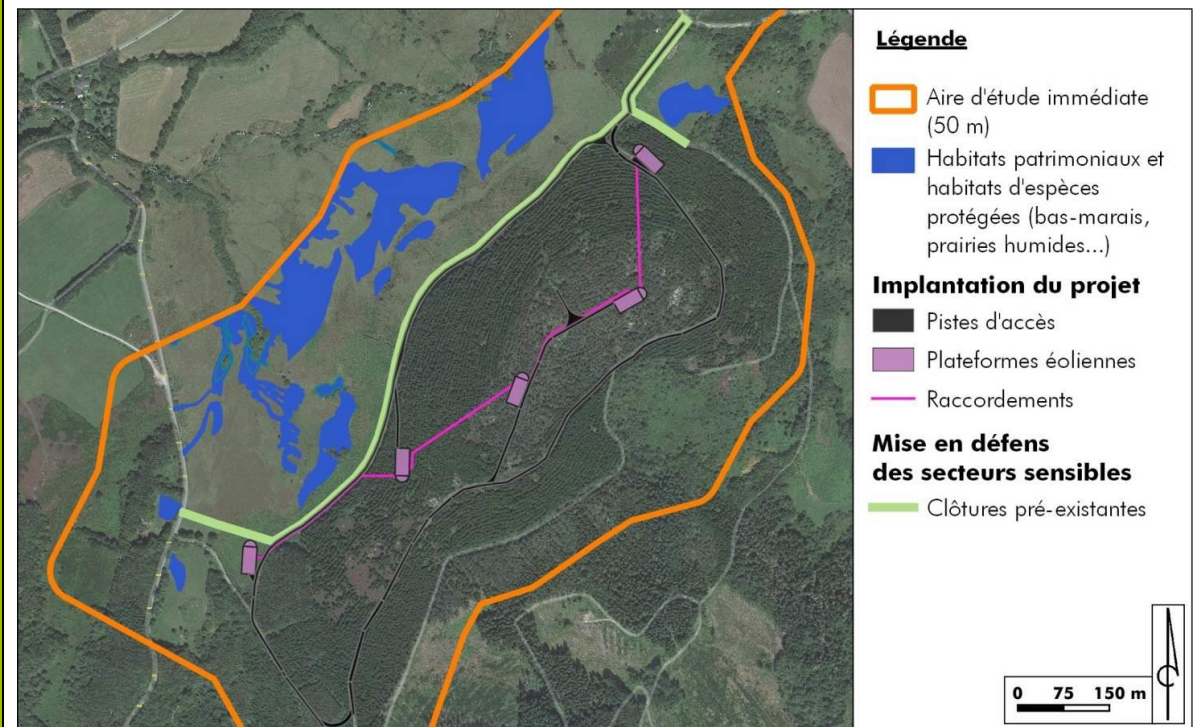 Légende
Aire d'étude immédiate
(50 m)
Habitats patrimoniaux et
habitats d'espèces
protégées (bas-marais,
prairies humides...)
Implantation du projet
Pistes d'accès
Plateformes éoliennes
Raccordements
Mise en défens
des secteurs sensibles
Clôtures pré-existantes
0 75 150 m